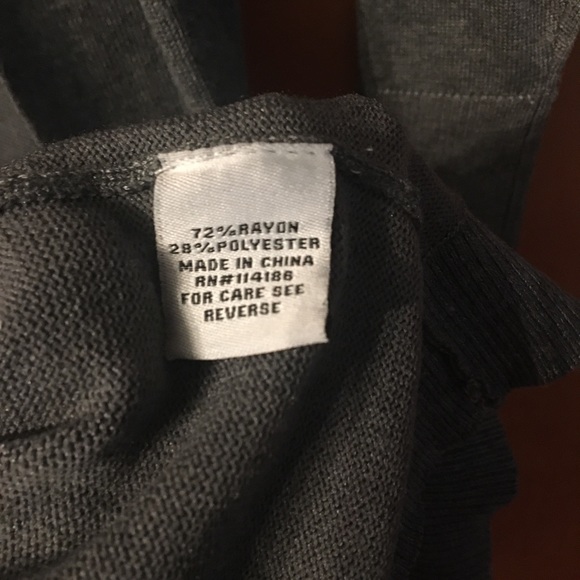 72%RAYON
28%POLYESTER
MADE IN CHINA
RN#114186
FOR CARE SEE
REVERSE